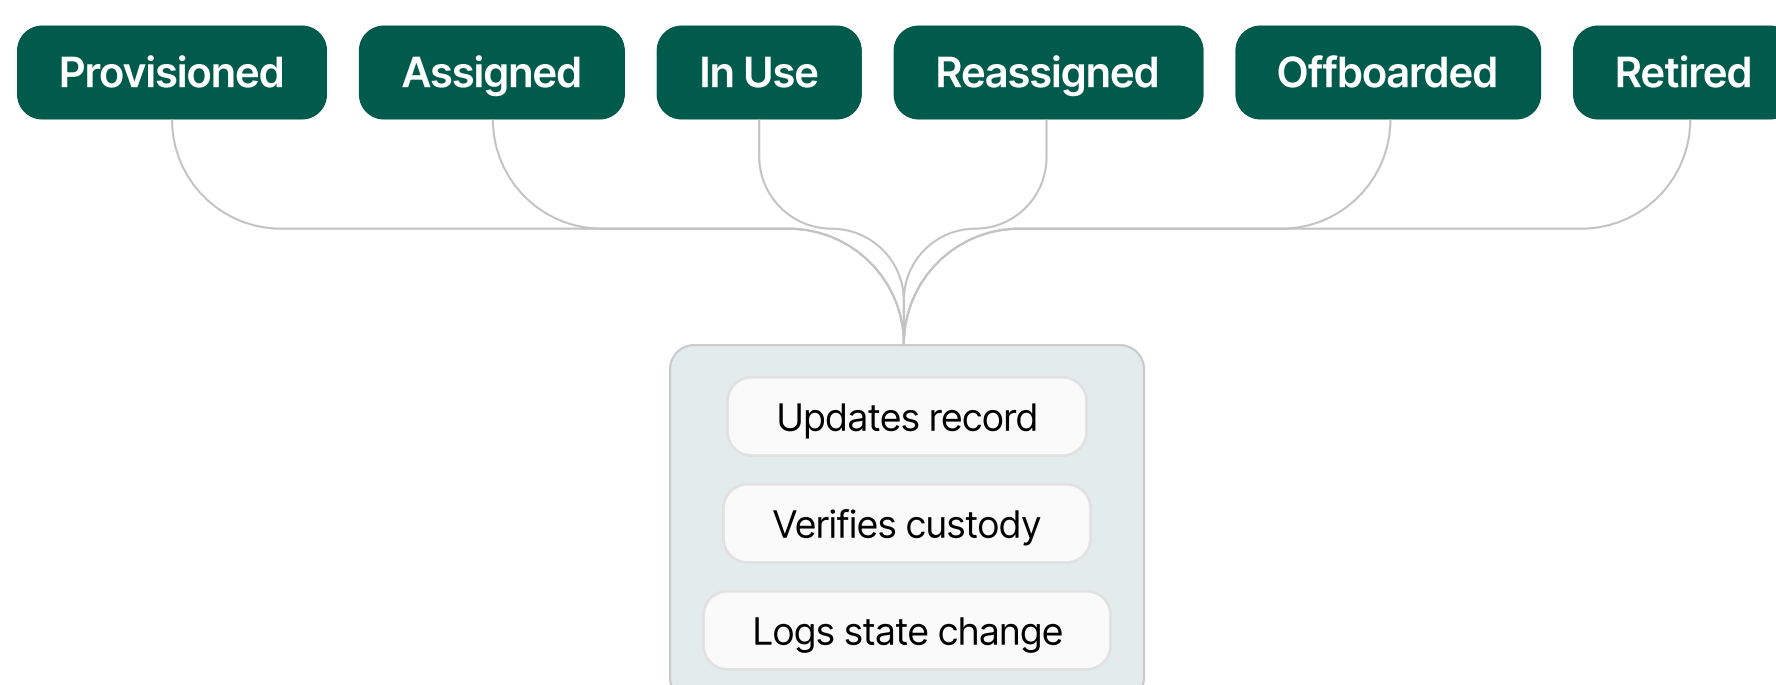 Provisioned
Assigned
In Use
Reassigned
Offboarded
Retired
Updates record
Verifies custody
Logs state change